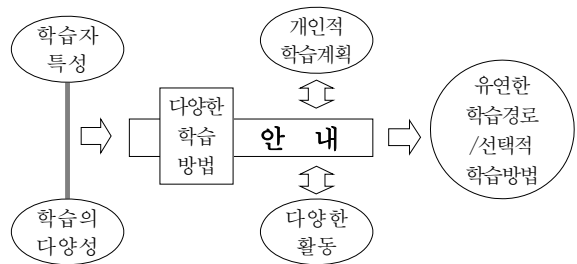 학습자
특성
학습의
다양성
다양한
학습
방법
안 내
개인적
학습계획
다양한
활동
유연한
학습경로
/선택적
학습방법